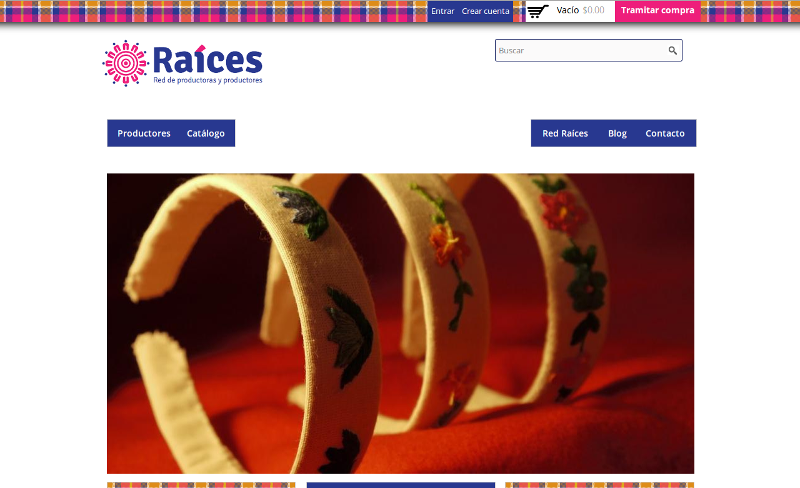 Entrar Crear cuenta Vacío $0.00 Tramitar compra
Raíces
Red de productoras y productores
Buscar
Productores Catálogo Red Raíces Blog Contacto